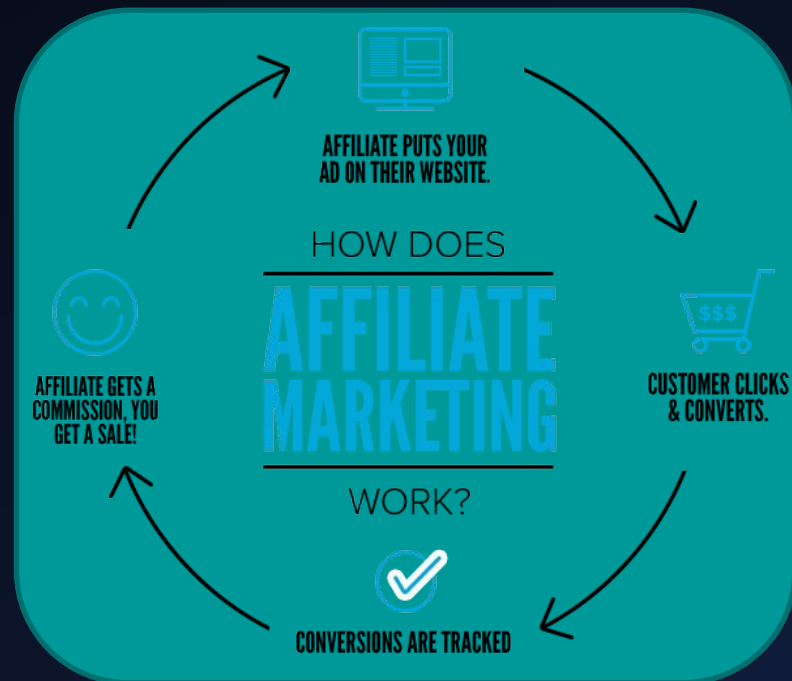 AFFILIATE PUTS YOUR
AD ON THEIR WEBSITE.
HOW DOES
AFFILIATE
MARKETING
WORK?
$$$
CUSTOMER CLICKS
& CONVERTS.
CONVERSIONS ARE TRACKED
AFFILIATE GETS A
COMMISSION, YOU
GET A SALE!